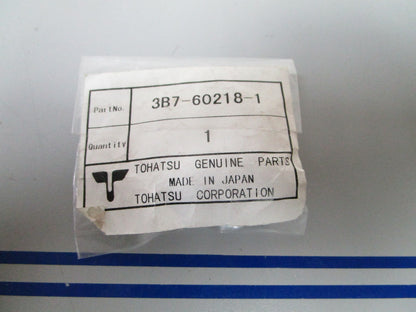 Part No. 3B7-60218-1
Quantity 1
TOHATSU GENUINE PARTS
MADE IN JAPAN
TOHATSU CORPORATION